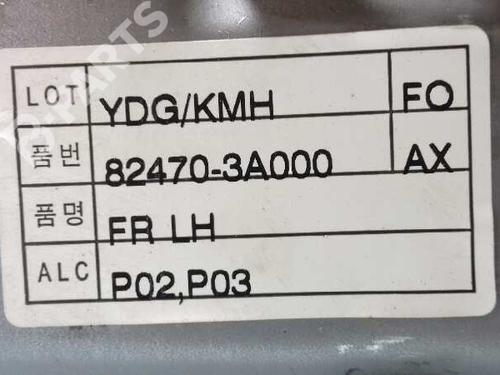 LOT YDG/KMH FO
품번 82470-3A000 AX
품명 FR LH
ALC P02,P03